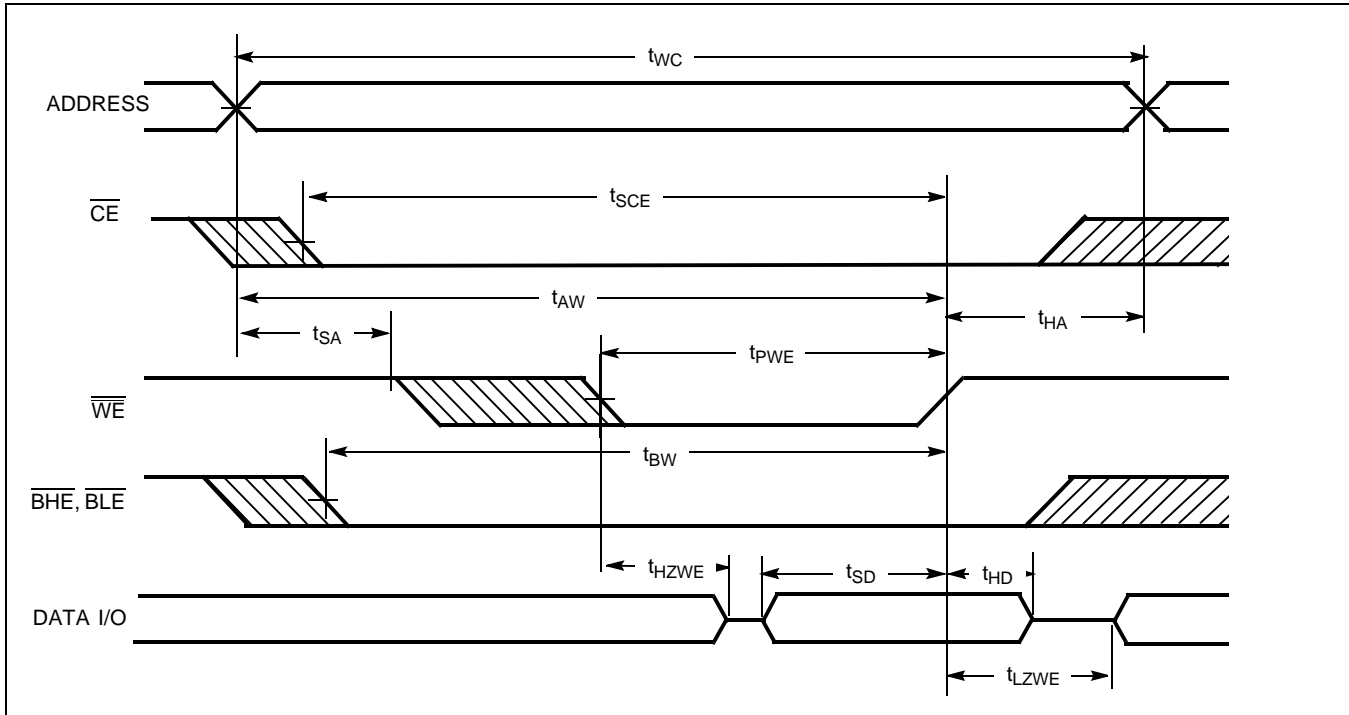 tWC
ADDRESS
tSCE
CE
tAW
tSA
tHA
tPWE
WE
tBW
BHE, BLE
tHZWE
tSD
tHD
DATA I/O
tLZWE